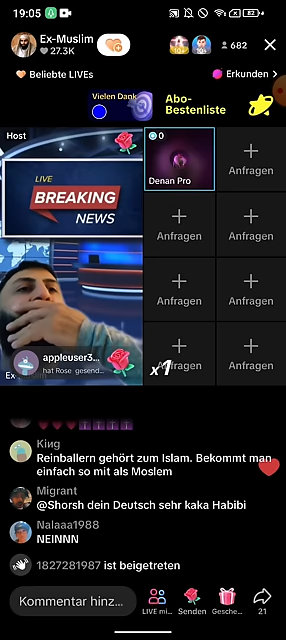 19:05
Ex-Muslim
27.3K
682
Beliebte LIVEs
Erkunden >
Vielen Dank
Abo-
Bestenliste
Host
LIVE
BREAKING
NEWS
0
Denan Pro
Anfragen
Anfragen
Anfragen
Anfragen
Anfragen
Anfragen
Anfragen
appleuser3...
hat Rose gesend...
x1
Ex
Кінg
Reinballern gehört zum Islam. Bekommt man
einfach so mit als Moslem
Migrant
@Shorsh dein Deutsch sehr kaka Habibi
Nalaaa1988
NEINNN
1827281987 ist beigetreten
Kommentar hinz...
LIVE mi...
Senden
Gesche...
21